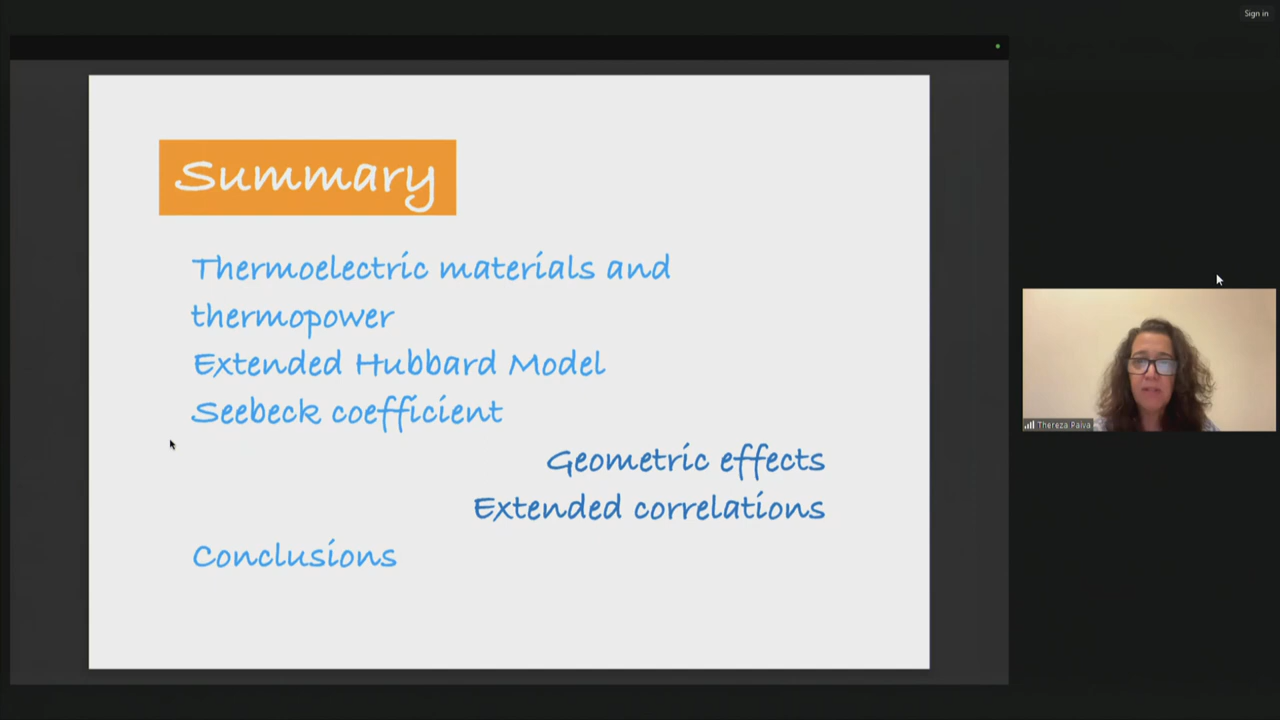 Sign in
Summary
Thermoelectric materials and
thermopower
Extended Hubbard Model
Seebeck coefficient
Geometric effects
Extended correlations
Conclusions
Thereza Paiva